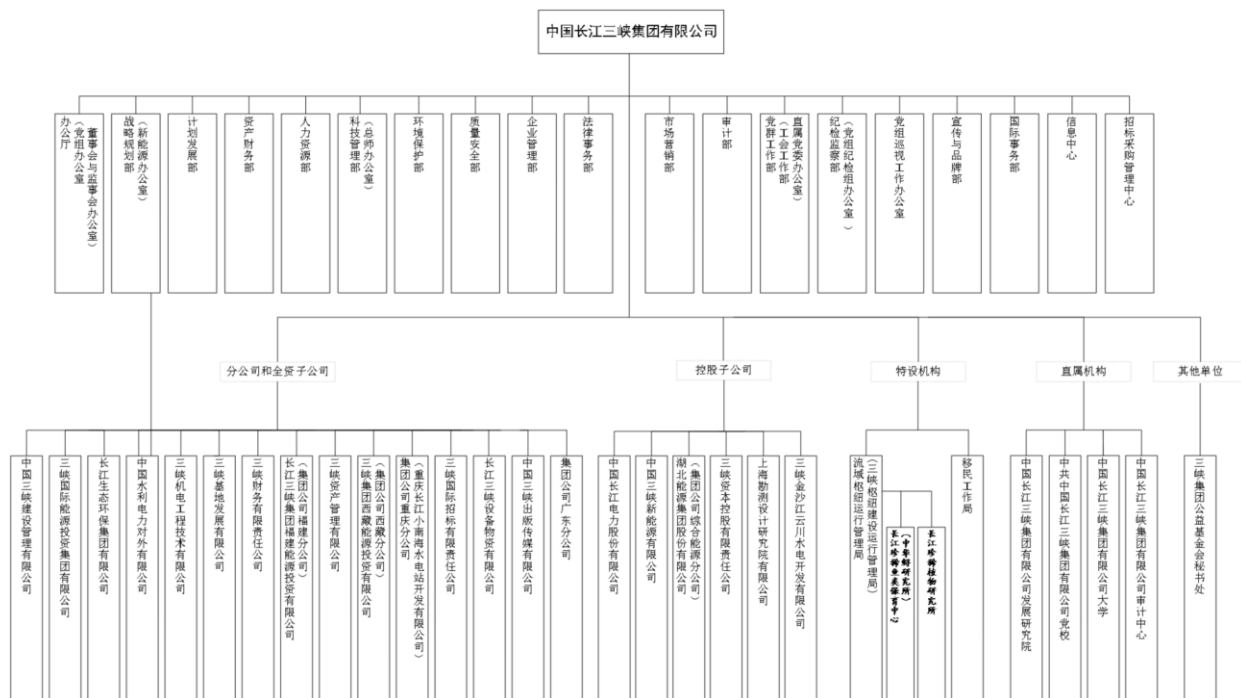 中国长江三峡集团有限公司
办公厅
（党组办公室
董事会与监事会办公室）
战略规划部
（新能源办公室）
计划发展部
资产财务部
人力资源部
科技管理部
（总师办公室）
环境保护部
质量安全部
企业管理部
法律事务部
市场营销部
审计部
党群工作部
（工会工作部
直属党委办公室）
纪检监察部
（党组纪检组办公室）
党组巡视工作办公室
宣传与品牌部
国际事务部
信息中心
招标采购管理中心
分公司和全资子公司
控股子公司
特设机构
直属机构
其他单位
中国三峡建设管理有限公司
三峡国际能源投资集团有限公司
长江生态环保集团有限公司
中国水利电力对外有限公司
三峡机电工程技术有限公司
三峡基地发展有限公司
三峡财务有限责任公司
长江三峡集团福建能源投资有限公司
（集团公司福建分公司）
三峡资产管理有限公司
三峡集团西藏能源投资有限公司
（集团公司西藏分公司）
集团公司重庆分公司
（重庆长江小南海水电站开发有限公司）
三峡国际招标有限责任公司
长江三峡设备物资有限公司
中国三峡出版传媒有限公司
集团公司广东分公司
中国长江电力股份有限公司
中国三峡新能源有限公司
湖北能源集团股份有限公司
（集团公司综合能源分公司）
三峡资本控股有限责任公司
上海勘测设计研究院有限公司
三峡金沙江云川水电开发有限公司
流域枢纽运行管理局
（三峡枢纽建设运行管理局）
长江珍稀鱼类保育中心
（中华鲟研究所）
长江珍稀植物研究所
移民工作局
中国长江三峡集团有限公司发展研究院
中共中国长江三峡集团有限公司党校
中国长江三峡集团有限公司大学
中国长江三峡集团有限公司审计中心
三峡集团公益基金会秘书处